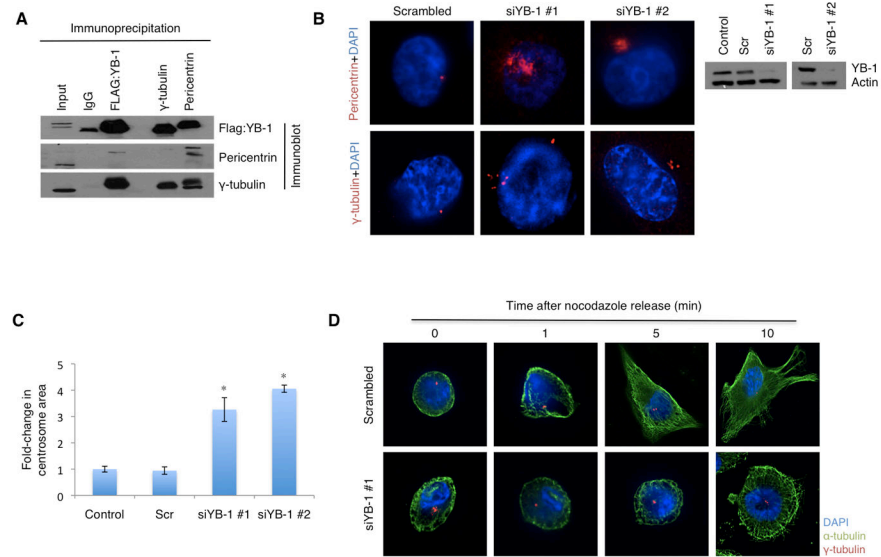 A
Immunoprecipitation
Input
IgG
FLAG:YB-1
γ-tubulin
Pericentrin
Flag:YB-1
Pericentrin
γ-tubulin
Immunoblot
B
Scrambled siYB-1 #1 siYB-1 #2
Pericentrin+DAPI
γ-tubulin+DAPI
Control
Scr
siYB-1 #1
Scr
siYB-1 #2
YB-1
Actin
C
Fold-change in
centrosome area
5
4
3
2
1
0
* *
Control Scr siYB-1 #1 siYB-1 #2
D
Time after nocodazole release (min)
0 1 5 10
Scrambled
siYB-1 #1
DAPI
α-tubulin
γ-tubulin